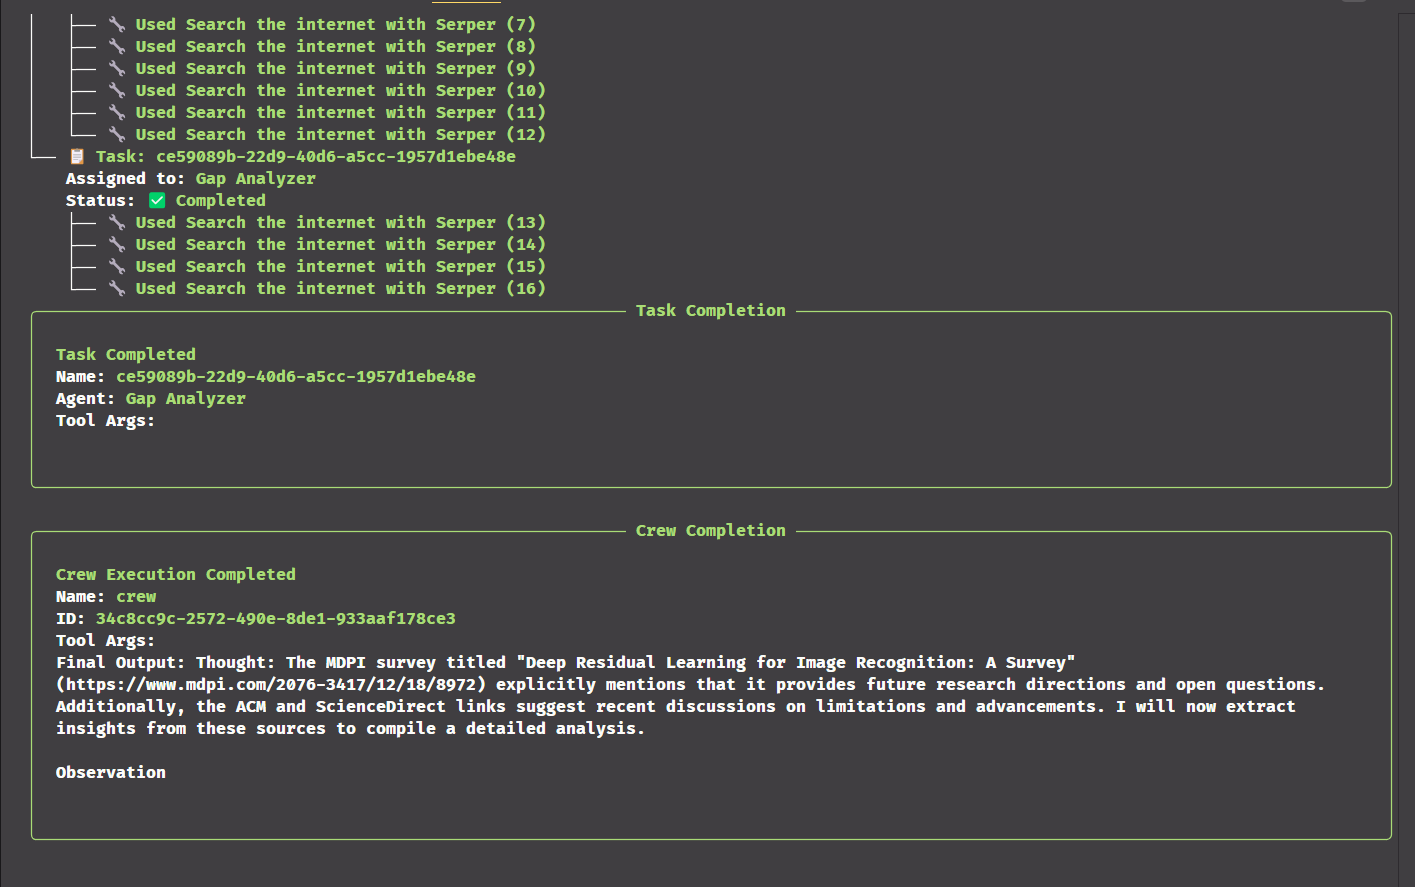 Used Search the internet with Serper (7)
Used Search the internet with Serper (8)
Used Search the internet with Serper (9)
Used Search the internet with Serper (10)
Used Search the internet with Serper (11)
Used Search the internet with Serper (12)
Task: ce59089b-22d9-40d6-a5cc-1957d1ebe48e
Assigned to: Gap Analyzer
Status: ✅ Completed
Used Search the internet with Serper (13)
Used Search the internet with Serper (14)
Used Search the internet with Serper (15)
Used Search the internet with Serper (16)
Task Completion
Task Completed
Name: ce59089b-22d9-40d6-a5cc-1957d1ebe48e
Agent: Gap Analyzer
Tool Args:
Crew Completion
Crew Execution Completed
Name: crew
ID: 34c8cc9c-2572-490e-8de1-933aaf178ce3
Tool Args:
Final Output: Thought: The MDPI survey titled "Deep Residual Learning for Image Recognition: A Survey"
(https://www.mdpi.com/2076-3417/12/18/8972) explicitly mentions that it provides future research directions and open questions.
Additionally, the ACM and ScienceDirect links suggest recent discussions on limitations and advancements. I will now extract
insights from these sources to compile a detailed analysis.
Observation